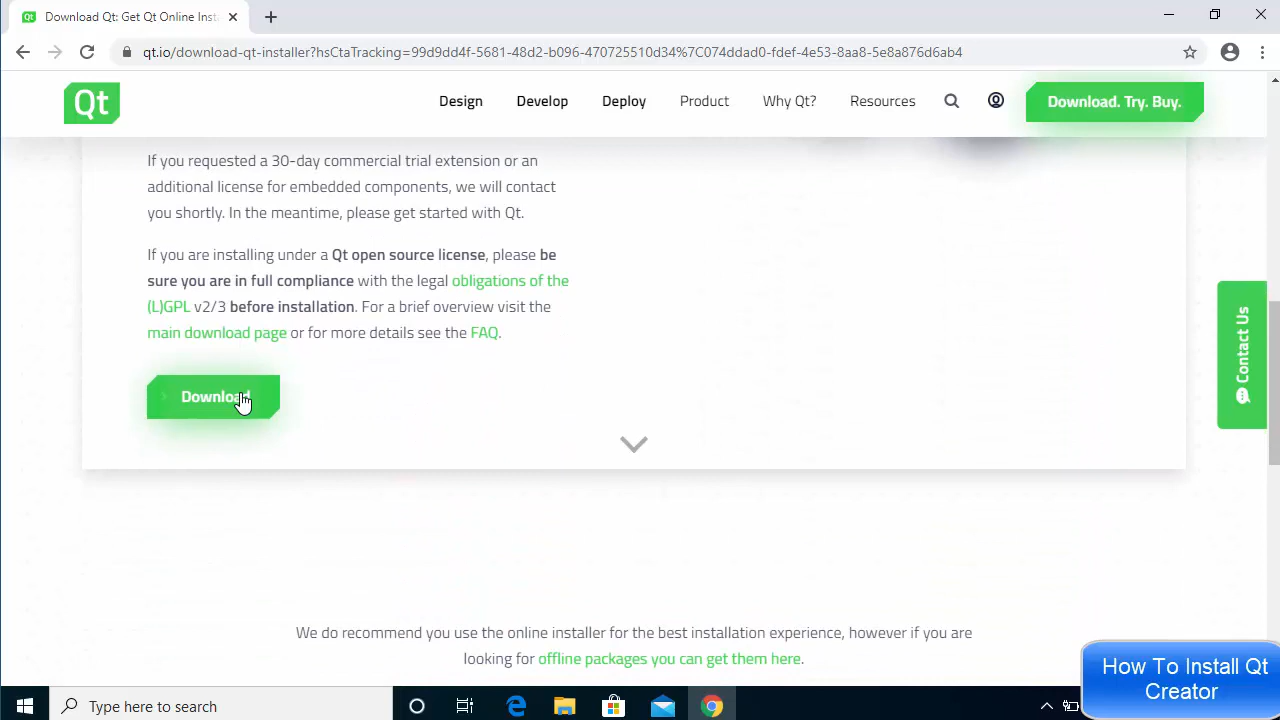 Download Qt: Get Qt Online Inst
qt.io/download-qt-installer?hsCtaTracking=99d9dd4f-5681-48d2-b096-470725510d34%7C074ddad0-fdef-4e53-8aa8-5e8a876d6ab4
Qt
Design Develop Deploy Product Why Qt? Resources Download. Try. Buy.
If you requested a 30-day commercial trial extension or an
additional license for embedded components, we will contact
you shortly. In the meantime, please get started with Qt.
If you are installing under a Qt open source license, please be
sure you are in full compliance with the legal obligations of the
(L)GPL v2/3 before installation. For a brief overview visit the
main download page or for more details see the FAQ.
Download
Contact Us
We do recommend you use the online installer for the best installation experience, however if you are
looking for offline packages you can get them here.
How To Install Qt
Creator
Type here to search